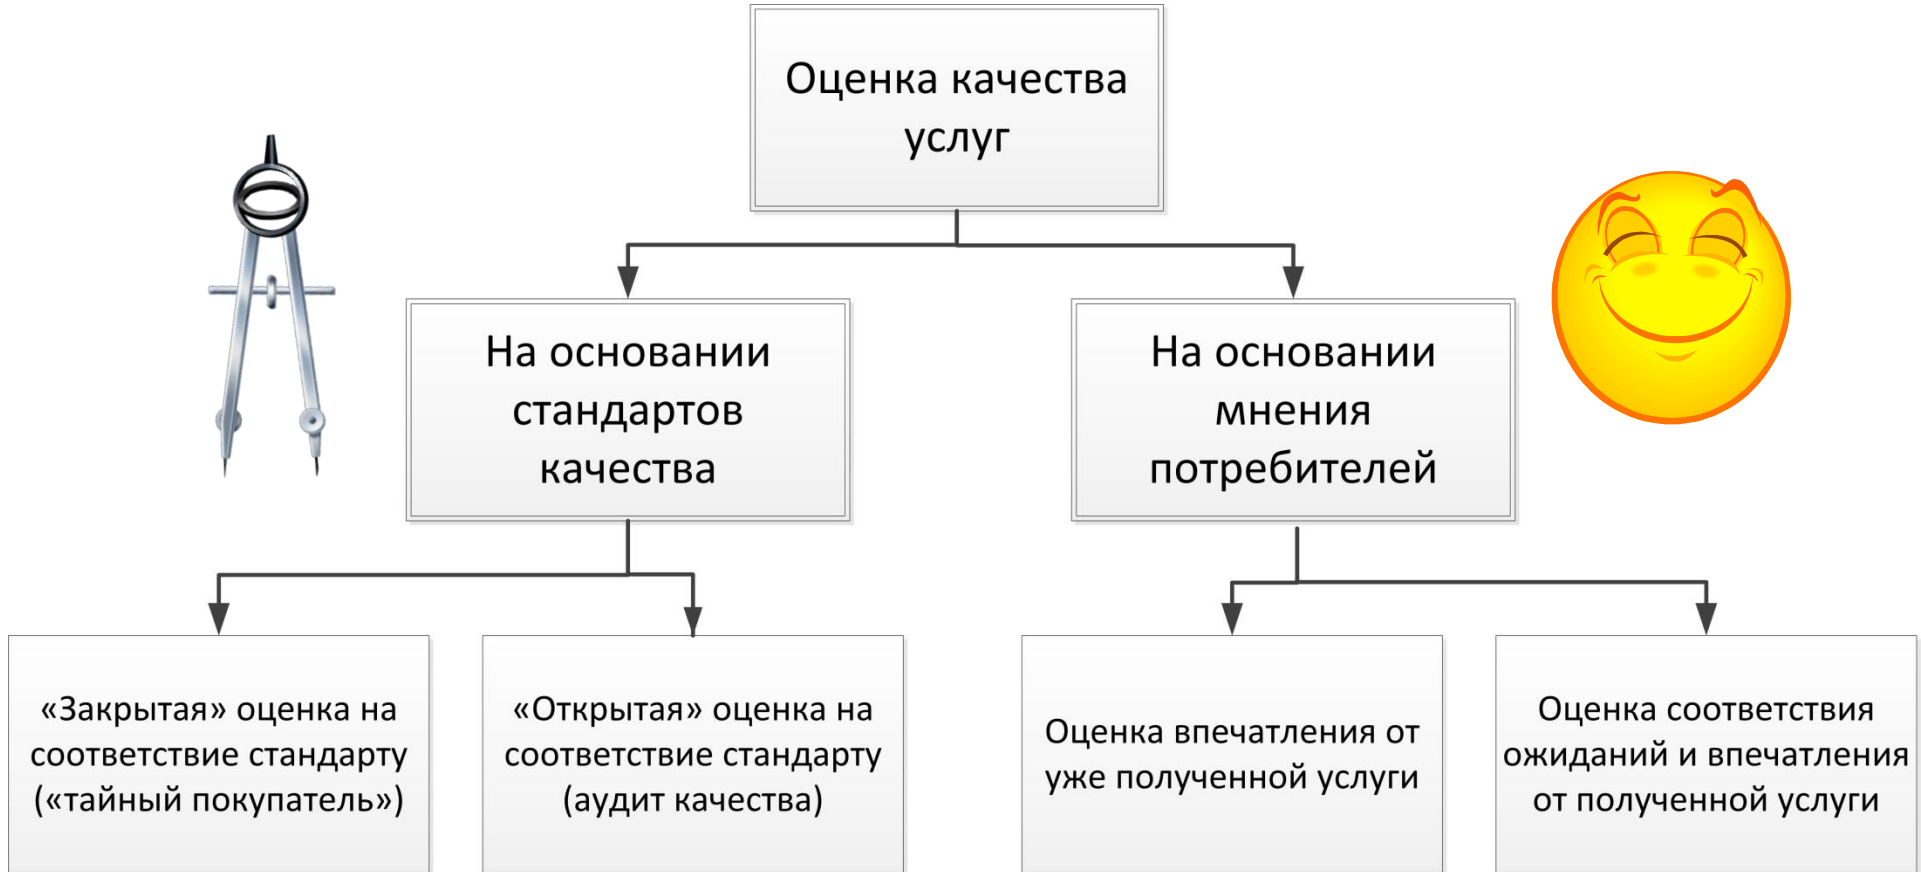 Оценка качества
услуг
На основании
стандартов
качества
На основании
мнения
потребителей
«Закрытая» оценка на
соответствие стандарту
(«тайный покупатель»)
«Открытая» оценка на
соответствие стандарту
(аудит качества)
Оценка впечатления от
уже полученной услуги
Оценка соответствия
ожиданий и впечатления
от полученной услуги